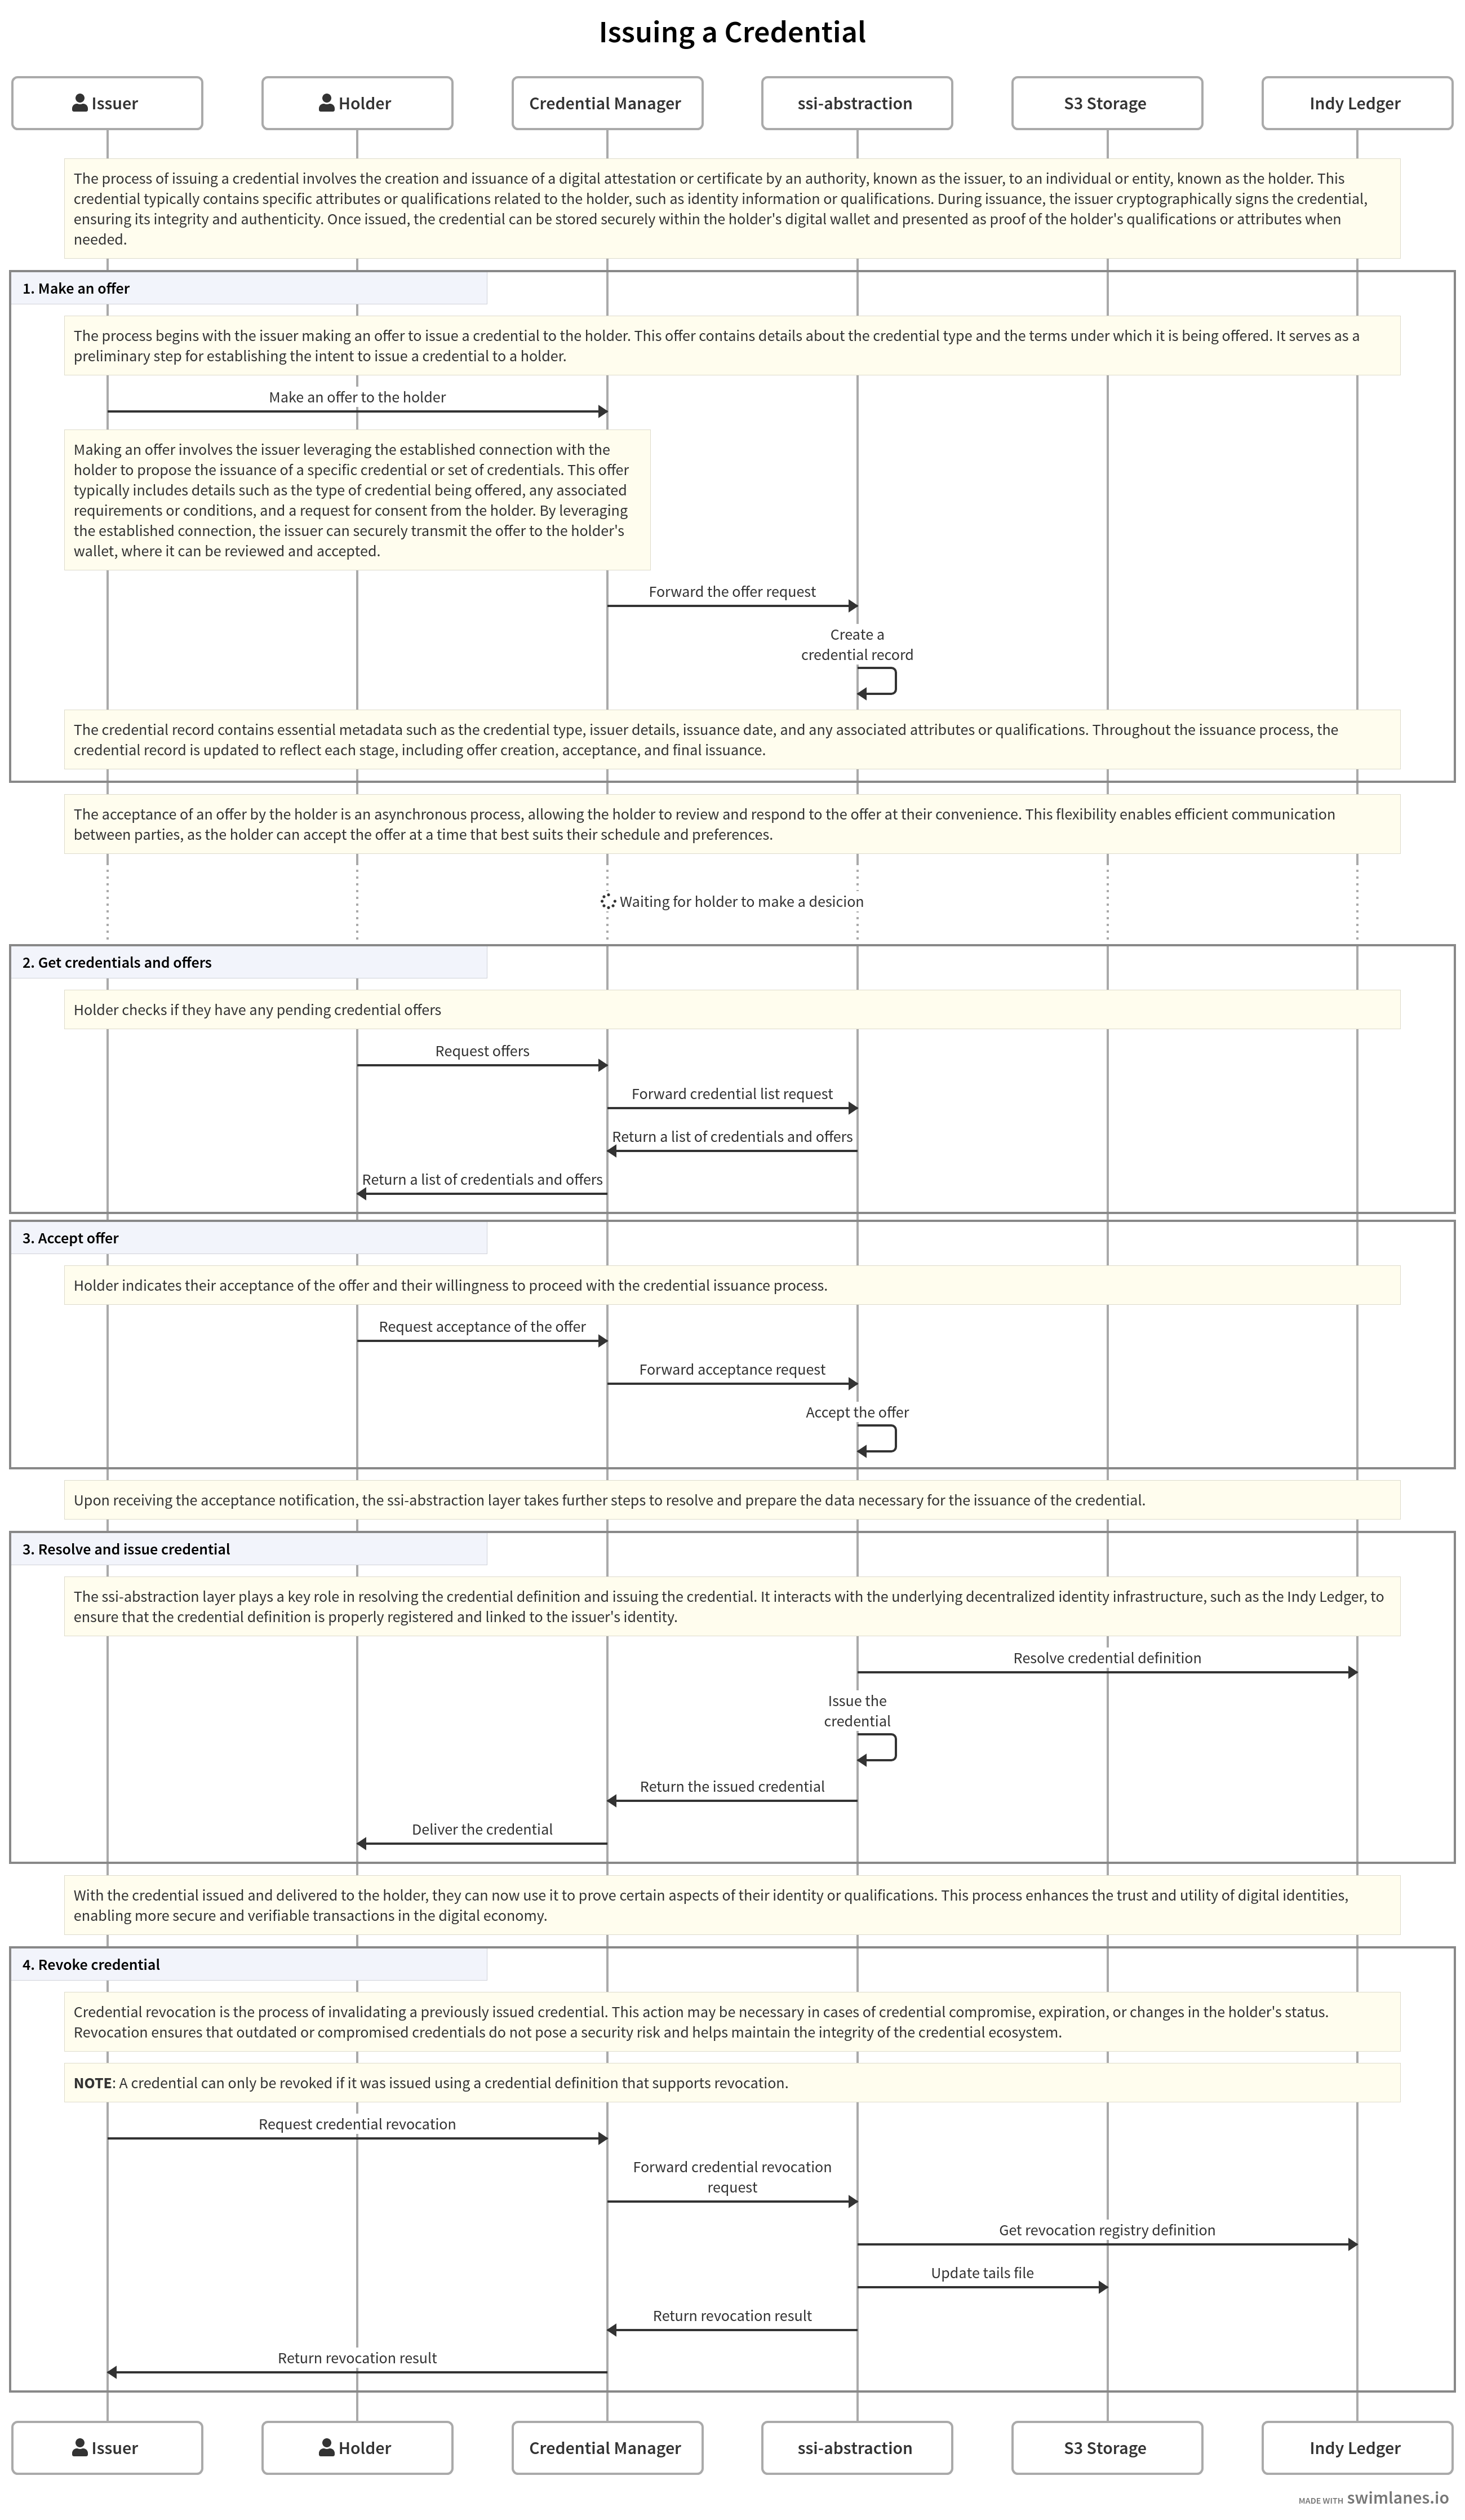 Issuing a Credential
Issuer
Holder
Credential Manager
ssi-abstraction
S3 Storage
Indy Ledger
The process of issuing a credential involves the creation and issuance of a digital attestation or certificate by an authority, known as the issuer, to an individual or entity, known as the holder. This
credential typically contains specific attributes or qualifications related to the holder, such as identity information or qualifications. During issuance, the issuer cryptographically signs the credential,
ensuring its integrity and authenticity. Once issued, the credential can be stored securely within the holder's digital wallet and presented as proof of the holder's qualifications or attributes when
needed.
1. Make an offer
The process begins with the issuer making an offer to issue a credential to the holder. This offer contains details about the credential type and the terms under which it is being offered. It serves as a
preliminary step for establishing the intent to issue a credential to a holder.
Make an offer to the holder
Making an offer involves the issuer leveraging the established connection with the
holder to propose the issuance of a specific credential or set of credentials. This offer
typically includes details such as the type of credential being offered, any associated
requirements or conditions, and a request for consent from the holder. By leveraging
the established connection, the issuer can securely transmit the offer to the holder's
wallet, where it can be reviewed and accepted.
Forward the offer request
Create a
credential record
The credential record contains essential metadata such as the credential type, issuer details, issuance date, and any associated attributes or qualifications. Throughout the issuance process, the
credential record is updated to reflect each stage, including offer creation, acceptance, and final issuance.
The acceptance of an offer by the holder is an asynchronous process, allowing the holder to review and respond to the offer at their convenience. This flexibility enables efficient communication
between parties, as the holder can accept the offer at a time that best suits their schedule and preferences.
Waiting for holder to make a desicion
2. Get credentials and offers
Holder checks if they have any pending credential offers
Request offers
Forward credential list request
Return a list of credentials and offers
Return a list of credentials and offers
3. Accept offer
Holder indicates their acceptance of the offer and their willingness to proceed with the credential issuance process.
Request acceptance of the offer
Forward acceptance request
Accept the offer
Upon receiving the acceptance notification, the ssi-abstraction layer takes further steps to resolve and prepare the data necessary for the issuance of the credential.
3. Resolve and issue credential
The ssi-abstraction layer plays a key role in resolving the credential definition and issuing the credential. It interacts with the underlying decentralized identity infrastructure, such as the Indy Ledger, to
ensure that the credential definition is properly registered and linked to the issuer's identity.
Resolve credential definition
Issue the
credential
Return the issued credential
Deliver the credential
With the credential issued and delivered to the holder, they can now use it to prove certain aspects of their identity or qualifications. This process enhances the trust and utility of digital identities,
enabling more secure and verifiable transactions in the digital economy.
4. Revoke credential
Credential revocation is the process of invalidating a previously issued credential. This action may be necessary in cases of credential compromise, expiration, or changes in the holder's status.
Revocation ensures that outdated or compromised credentials do not pose a security risk and helps maintain the integrity of the credential ecosystem.
NOTE: A credential can only be revoked if it was issued using a credential definition that supports revocation.
Request credential revocation
Forward credential revocation
request
Get revocation registry definition
Update tails file
Return revocation result
Return revocation result
Issuer
Holder
Credential Manager
ssi-abstraction
S3 Storage
Indy Ledger
MADE WITH swimlanes.io